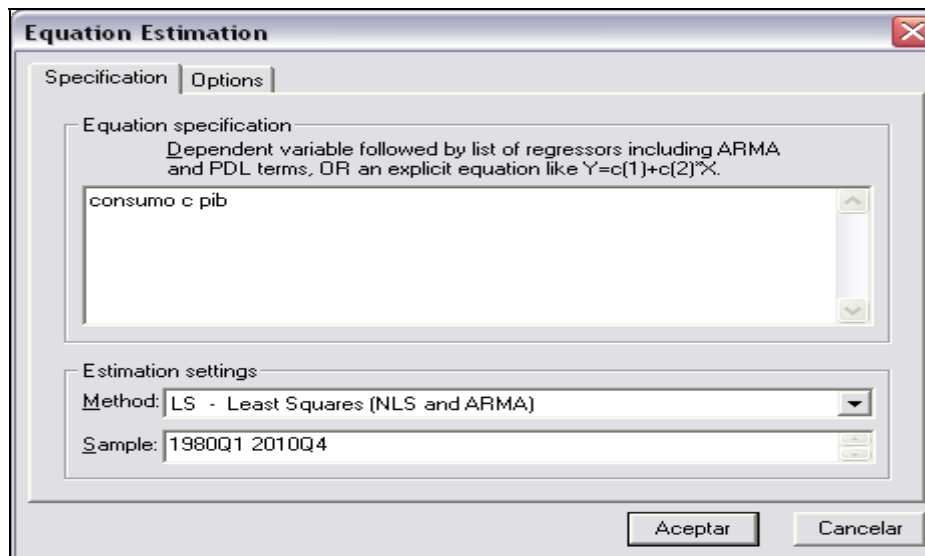 Equation Estimation
Specification
Options
Equation specification
Dependent variable followed by list of regressors including ARMA
and PDL terms, OR an explicit equation like Y=c(1)+c(2)*X.
consumo c pib
Estimation settings
Method: LS - Least Squares (NLS and ARMA)
Sample: 1980Q1 2010Q4
Aceptar
Cancelar